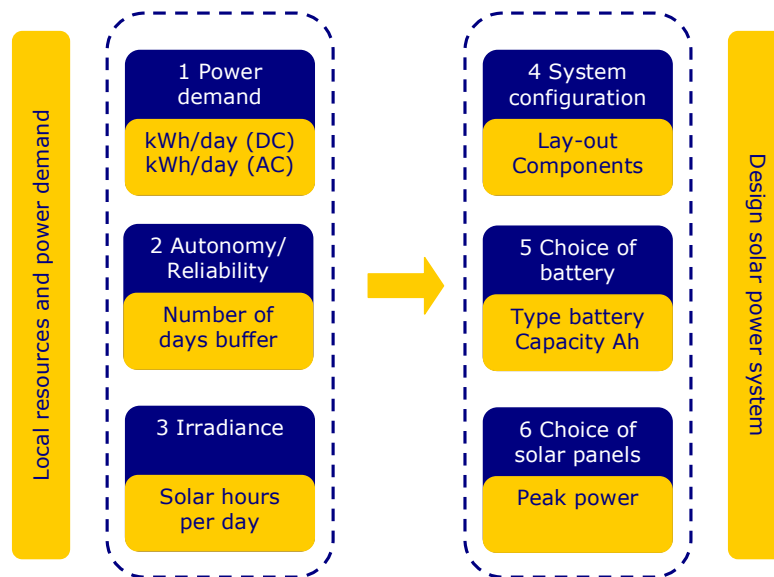 Local resources and power demand
1 Power
demand
kWh/day (DC)
kWh/day (AC)
2 Autonomy/
Reliability
Number of
days buffer
3 Irradiance
Solar hours
per day
4 System
configuration
Lay-out
Components
5 Choice of
battery
Type battery
Capacity Ah
6 Choice of
solar panels
Peak power
Design solar power system